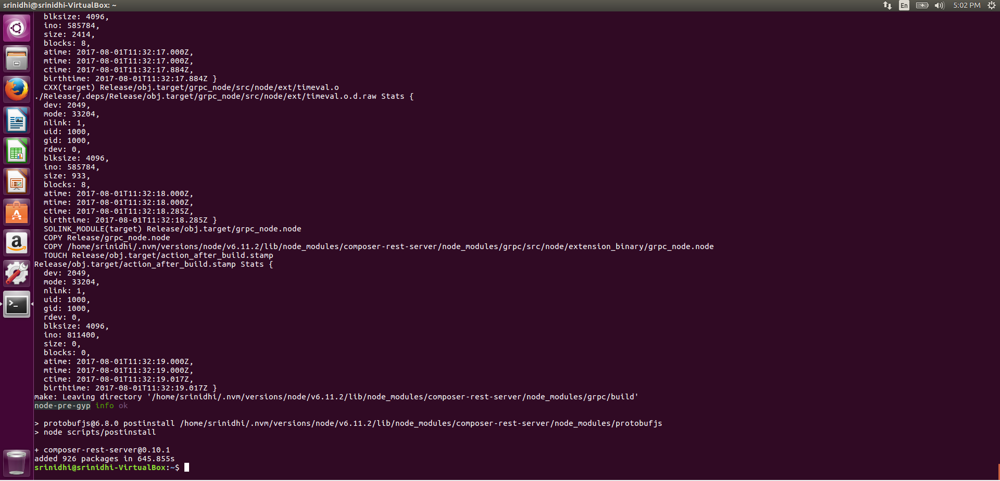 srinidhi@srinidhi-VirtualBox: ~
En
5:02 PM
blksize: 4096,
ino: 585784,
size: 2414,
blocks: 8,
atime: 2017-08-01T11:32:17.000Z,
mtime: 2017-08-01T11:32:17.000Z,
ctime: 2017-08-01T11:32:17.884Z,
birthtime: 2017-08-01T11:32:17.884Z }
CXX(target) Release/obj.target/grpc_node/src/node/ext/timeval.o
./Release/.deps/Release/obj.target/grpc_node/src/node/ext/timeval.o.d.raw Stats {
dev: 2049,
mode: 33204,
nlink: 1,
uid: 1000,
gid: 1000,
rdev: 0,
blksize: 4096,
ino: 585784,
size: 933,
blocks: 8,
atime: 2017-08-01T11:32:18.000Z,
mtime: 2017-08-01T11:32:18.000Z,
ctime: 2017-08-01T11:32:18.285Z,
birthtime: 2017-08-01T11:32:18.285Z }
SOLINK_MODULE(target) Release/obj.target/grpc_node.node
COPY Release/grpc_node.node
COPY /home/srinidhi/.nvm/versions/node/v6.11.2/lib/node_modules/composer-rest-server/node_modules/grpc/src/node/extension_binary/grpc_node.node
TOUCH Release/obj.target/action_after_build.stamp
Release/obj.target/action_after_build.stamp Stats {
dev: 2049,
mode: 33204,
nlink: 1,
uid: 1000,
gid: 1000,
rdev: 0,
blksize: 4096,
ino: 811400,
size: 0,
blocks: 0,
atime: 2017-08-01T11:32:19.000Z,
mtime: 2017-08-01T11:32:19.000Z,
ctime: 2017-08-01T11:32:19.017Z,
birthtime: 2017-08-01T11:32:19.017Z }
make: Leaving directory '/home/srinidhi/.nvm/versions/node/v6.11.2/lib/node_modules/composer-rest-server/node_modules/grpc/build'
node-pre-gyp info ok
> protobufjs@6.8.0 postinstall /home/srinidhi/.nvm/versions/node/v6.11.2/lib/node_modules/composer-rest-server/node_modules/protobufjs
> node scripts/postinstall
+ composer-rest-server@0.10.1
added 926 packages in 645.855s
srinidhi@srinidhi-VirtualBox:~$